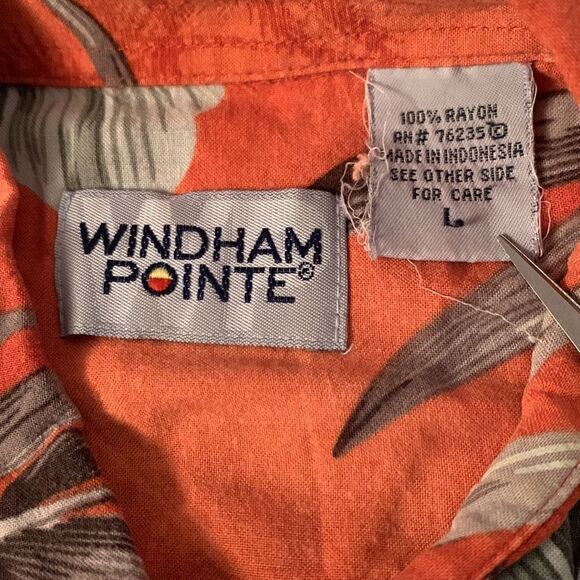 WINDHAM
POINTE®
100% RAYON
RN# 76235 ©
MADE IN INDONESIA
SEE OTHER SIDE
FOR CARE
L